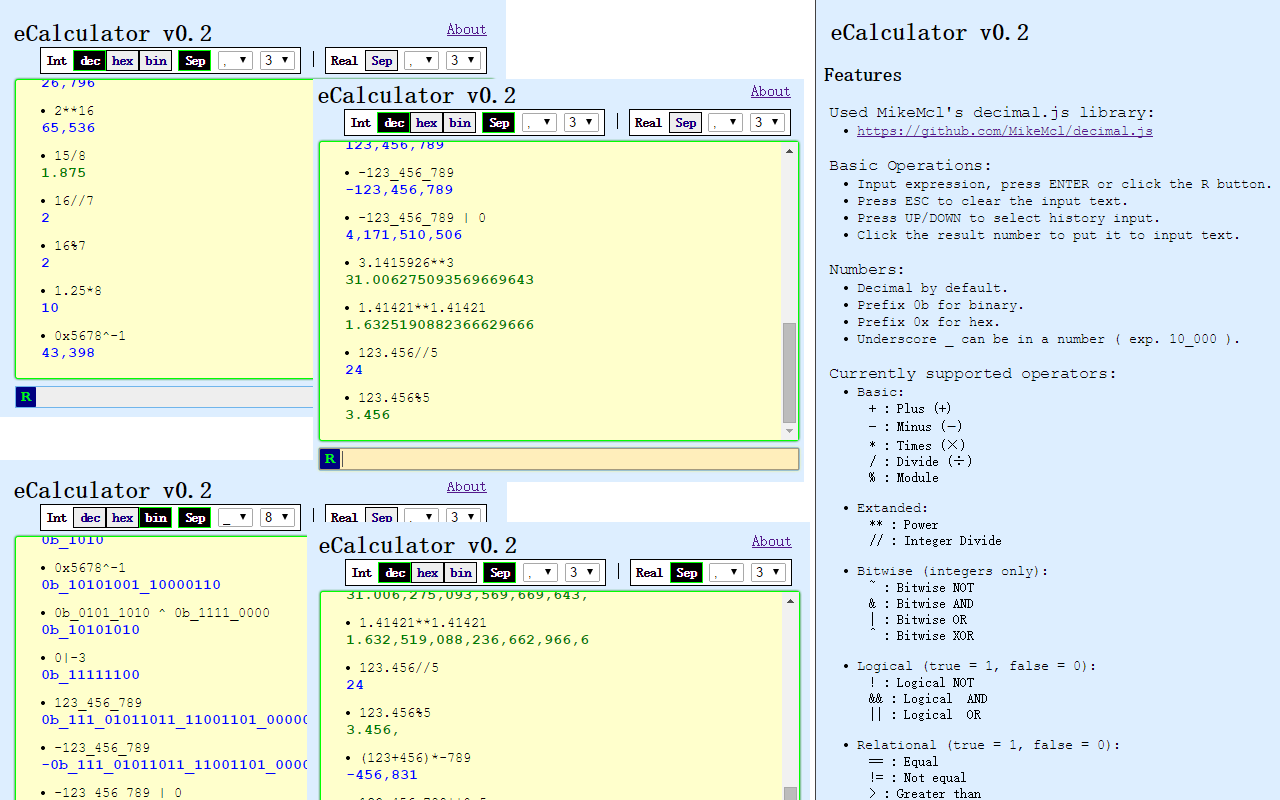 eCalculator v0.2
About
Int dec hex bin Sep , ▼ 3 ▼ | Real Sep , ▼ 3 ▼
26,796
• 2**16
65,536
• 15/8
1.875
• 16//7
2
• 16%7
2
• 1.25*8
10
• 0x5678^-1
43,398
R
eCalculator v0.2
About
Int dec hex bin Sep , ▼ 3 ▼ | Real Sep , ▼ 3 ▼
123,456,789
• -123_456_789
-123,456,789
• -123_456_789 | 0
4,171,510,506
• 3.1415926**3
31.006275093569669643
• 1.41421**1.41421
1.6325190882366629666
• 123.456//5
24
• 123.456%5
3.456
R
eCalculator v0.2
About
Int dec hex bin Sep _ ▼ 8 ▼ | Real Sep , ▼ 3 ▼
0b_1010
• 0x5678^-1
0b_10101001_10000110
• 0b_0101_1010 ^ 0b_1111_0000
0b_10101010
• 0|-3
0b_11111100
• 123_456_789
0b_111_01011011_11001101_0000
• -123_456_789
-0b_111_01011011_11001101_000
• -123_456_789 | 0
eCalculator v0.2
About
Int dec hex bin Sep , ▼ 3 ▼ | Real Sep , ▼ 3 ▼
31.006,275,093,569,669,643,
• 1.41421**1.41421
1.632,519,088,236,662,966,6
• 123.456//5
24
• 123.456%5
3.456,
• (123+456)*-789
-456,831
eCalculator v0.2
Features
Used MikeMcl's decimal.js library:
• https://github.com/MikeMcl/decimal.js
Basic Operations:
• Input expression, press ENTER or click the R button.
• Press ESC to clear the input text.
• Press UP/DOWN to select history input.
• Click the result number to put it to input text.
Numbers:
• Decimal by default.
• Prefix 0b for binary.
• Prefix 0x for hex.
• Underscore _ can be in a number ( exp. 10_000 ).
Currently supported operators:
• Basic:
+ : Plus (+)
- : Minus (−)
* : Times (×)
/ : Divide (÷)
% : Module
• Extanded:
** : Power
// : Integer Divide
• Bitwise (integers only):
~ : Bitwise NOT
& : Bitwise AND
| : Bitwise OR
^ : Bitwise XOR
• Logical (true = 1, false = 0):
! : Logical NOT
&& : Logical AND
|| : Logical OR
• Relational (true = 1, false = 0):
== : Equal
!= : Not equal
> : Greater than